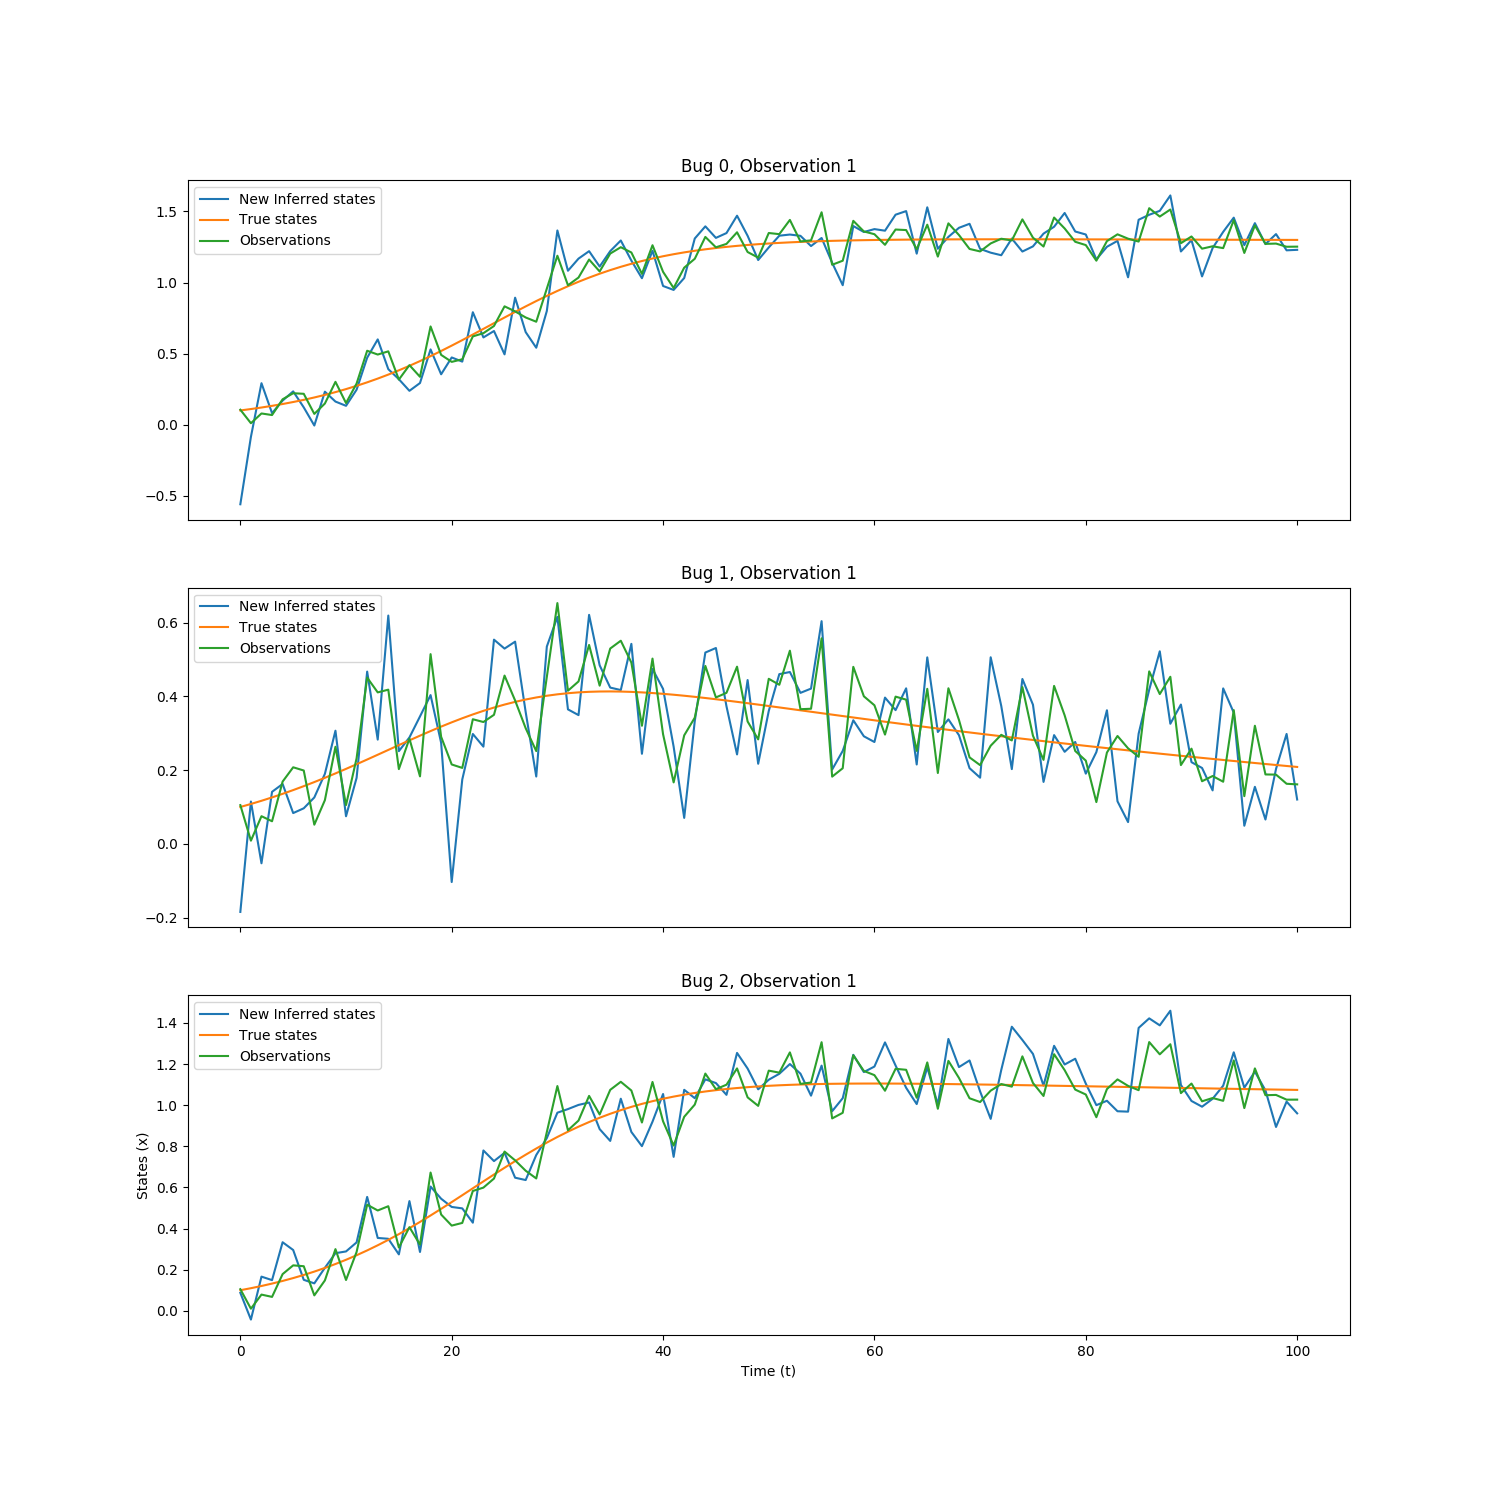 Bug 0, Observation 1
New Inferred states
True states
Observations
1.5
1.0
0.5
0.0
−0.5
Bug 1, Observation 1
New Inferred states
True states
Observations
0.6
0.4
0.2
0.0
−0.2
Bug 2, Observation 1
New Inferred states
True states
Observations
1.4
1.2
1.0
0.8
0.6
0.4
0.2
0.0
States (x)
0 20 40 60 80 100
Time (t)